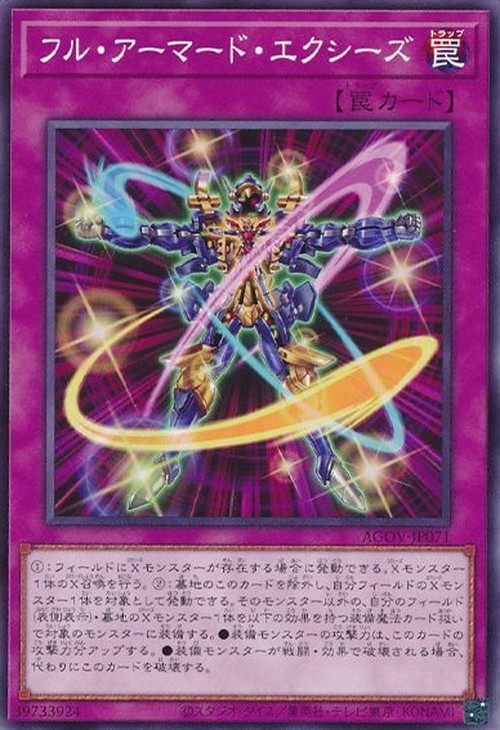 フル・アーマード・エクシーズ
トラップ
罠
トラップ
【罠カード】
AGOV-JP071
①:フィールドにXモンスターが存在する場合に発動できる。Xモンスター
1体のX召喚を行う。②:墓地のこのカードを除外し、自分フィールドのXモン
スター1体を対象として発動できる。そのモンスター以外の、自分のフィールド
(表側表示)・墓地のXモンスター1体を以下の効果を持つ装備魔法カード扱い
で対象のモンスターに装備する。●装備モンスターの攻撃力は、このカードの
攻撃力分アップする。●装備モンスターが戦闘・効果で破壊される場合、
代わりにこのカードを破壊する。
39733924
©スタジオ・ダイス/集英社・テレビ東京・KONAMI